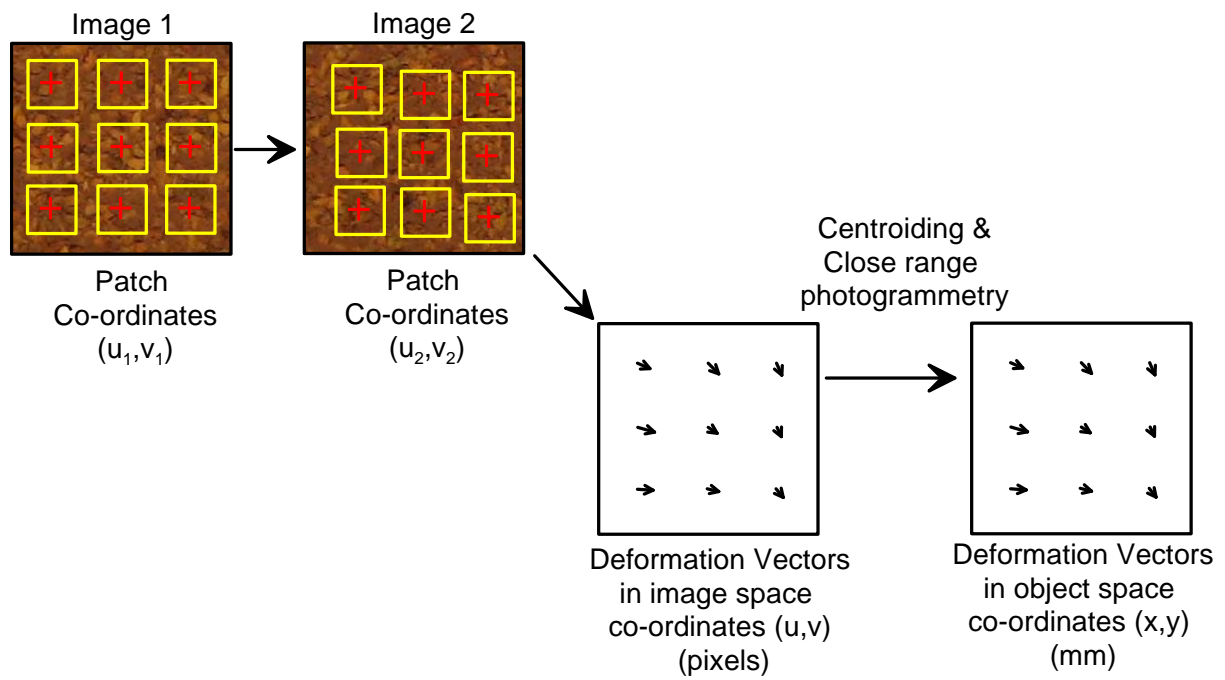 Image 1
Image 2
Patch
Co-ordinates
(u₁,v₁)
Patch
Co-ordinates
(u₂,v₂)
Centroiding &
Close range
photogrammetry
Deformation Vectors
in image space
co-ordinates (u,v)
(pixels)
Deformation Vectors
in object space
co-ordinates (x,y)
(mm)